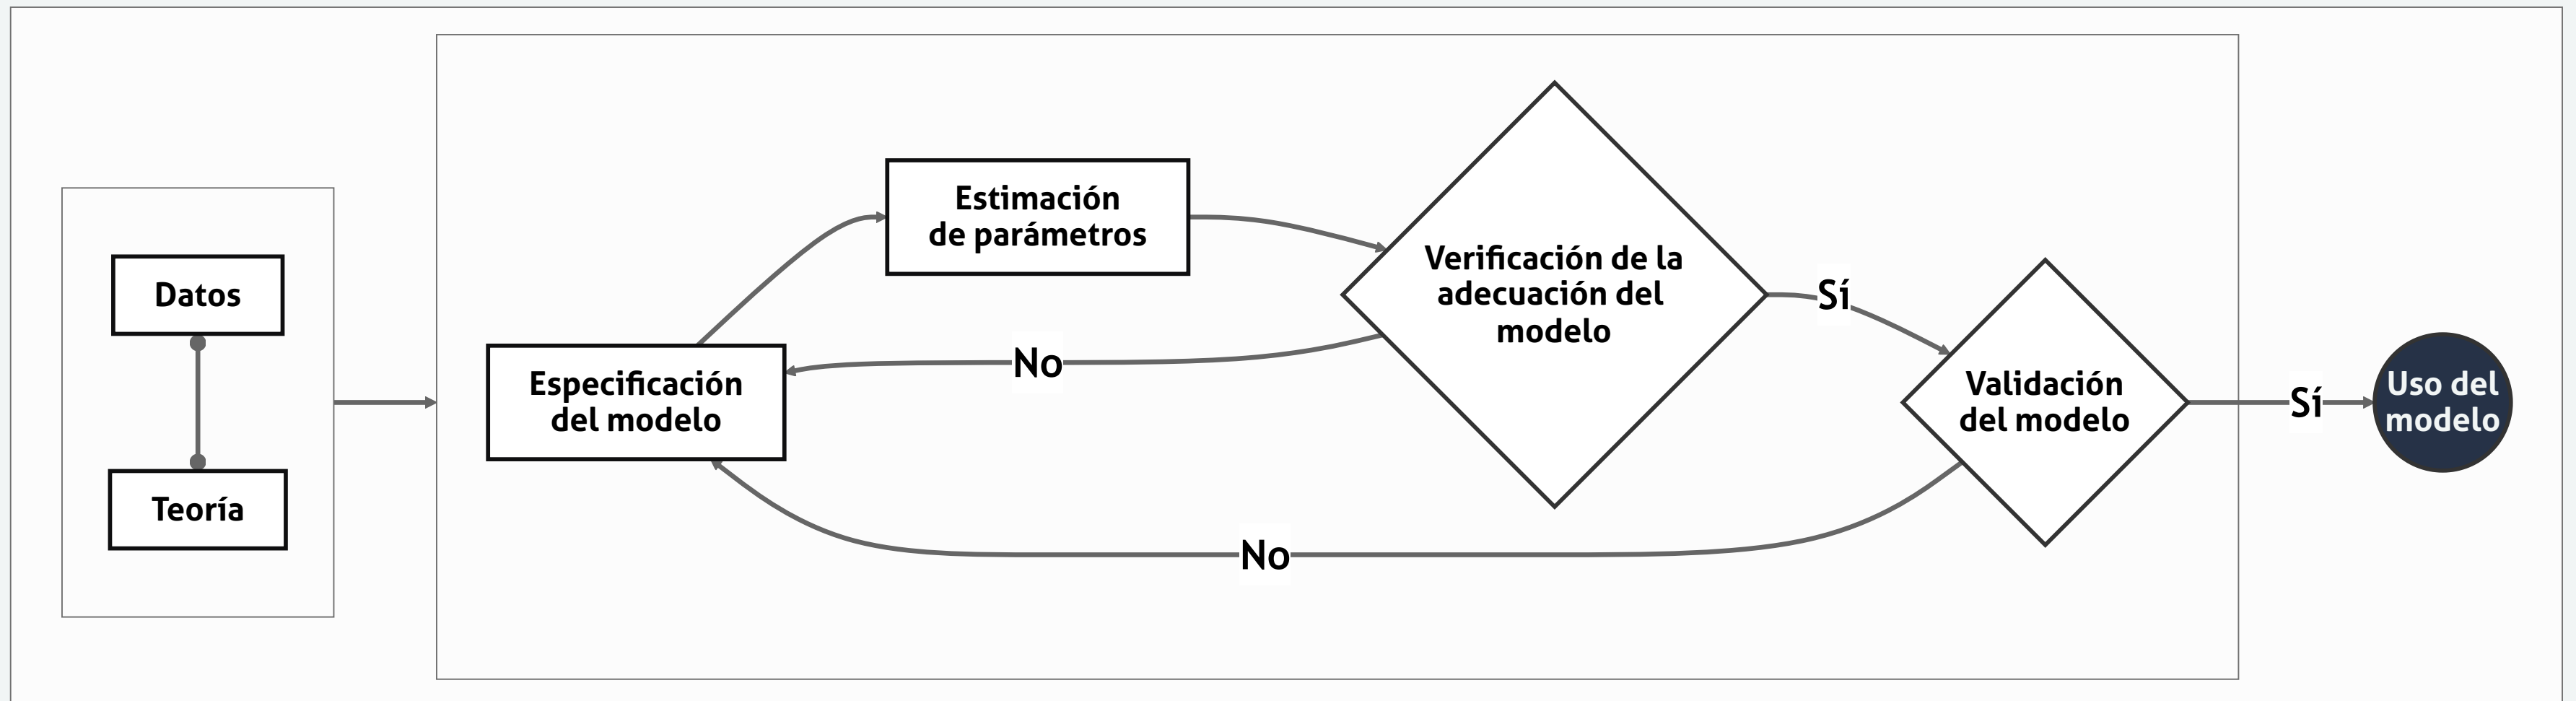 Datos
Teoría
Especificación
del modelo
Estimación
de parámetros
Verificación de la
adecuación del
modelo
No
Sí
Validación
del modelo
No
Sí
Uso del
modelo